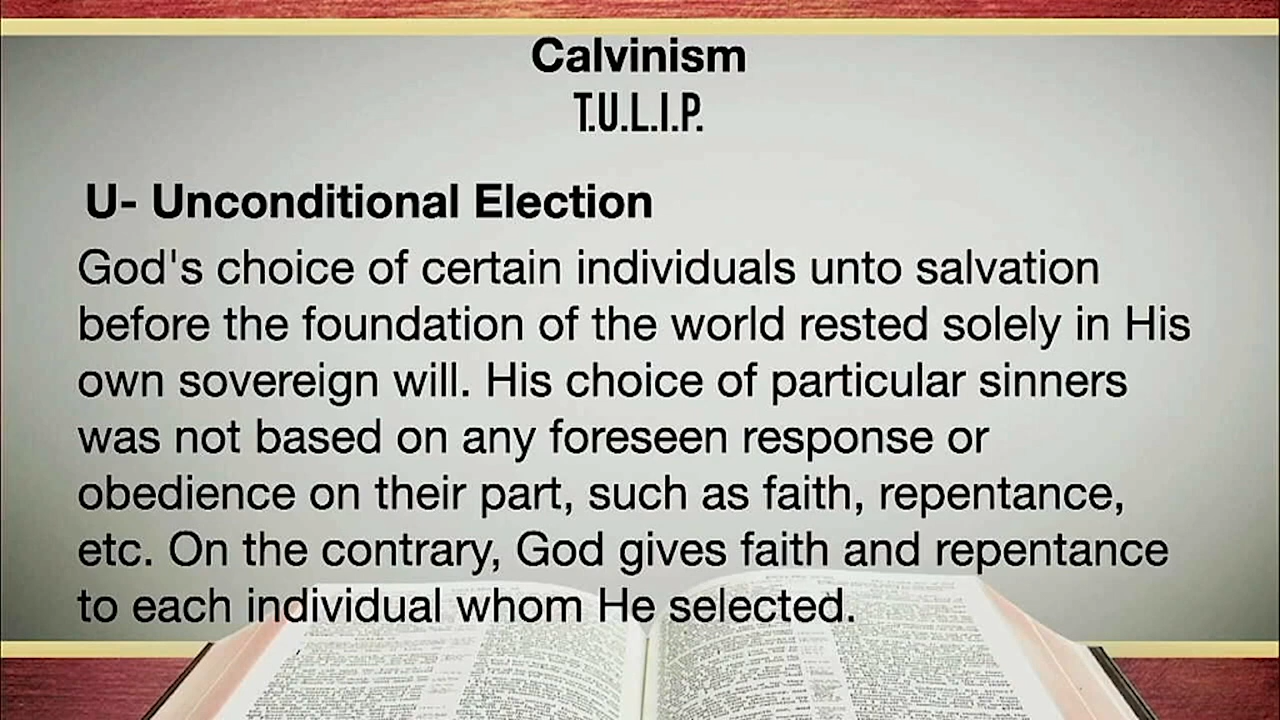 Calvinism
T.U.L.I.P.
U- Unconditional Election
God's choice of certain individuals unto salvation
before the foundation of the world rested solely in His
own sovereign will. His choice of particular sinners
was not based on any foreseen response or
obedience on their part, such as faith, repentance,
etc. On the contrary, God gives faith and repentance
to each individual whom He selected.